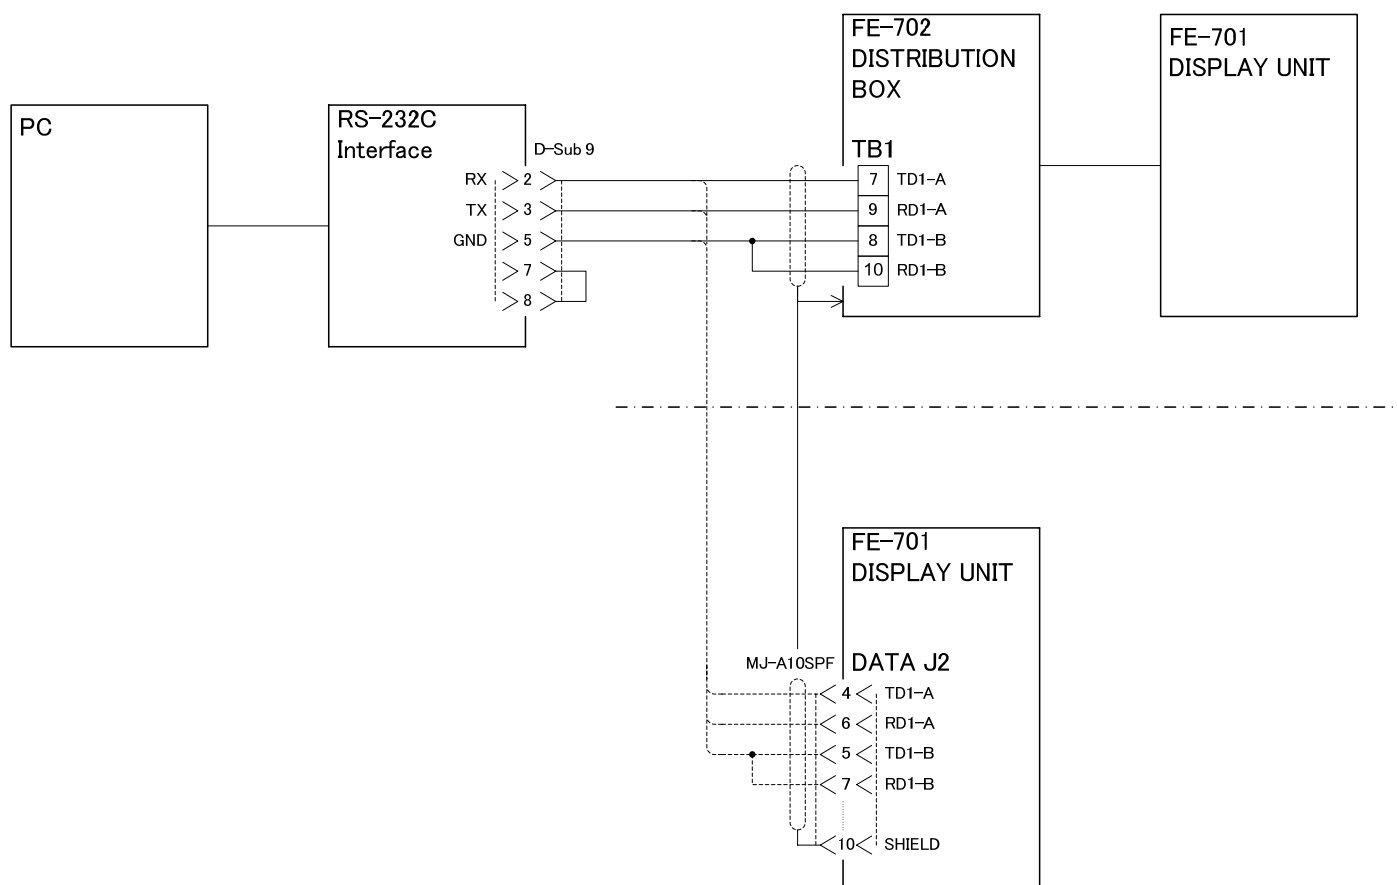 FE-702
DISTRIBUTION
BOX
FE-701
DISPLAY UNIT
PC
RS-232C
Interface
D-Sub 9
TB1
RX 2 7 TD1-A
TX 3 9 RD1-A
GND 5 8 TD1-B
7 10 RD1-B
8
FE-701
DISPLAY UNIT
MJ-A10SPF DATA J2
4 TD1-A
6 RD1-A
5 TD1-B
7 RD1-B
10 SHIELD